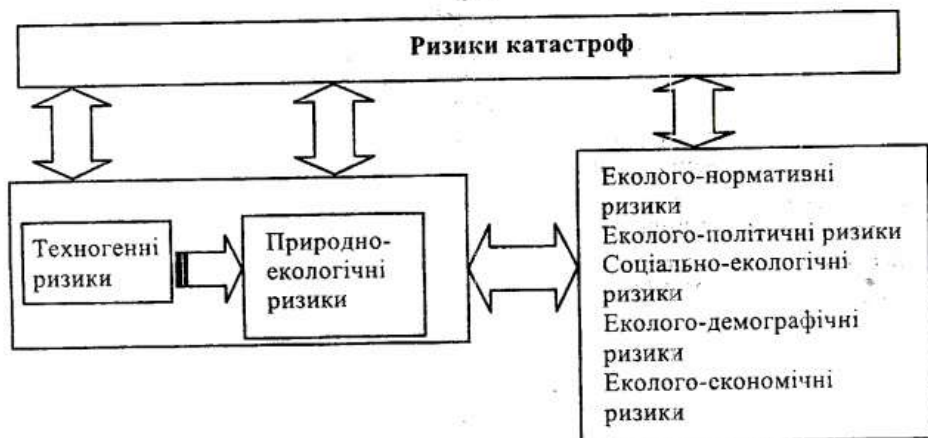 Ризики катастроф
Техногенні
ризики
Природно-
екологічні
ризики
Еколого-нормативні
ризики
Еколого-політичні ризики
Соціально-екологічні
ризики
Еколого-демографічні
ризики
Еколого-економічні
ризики